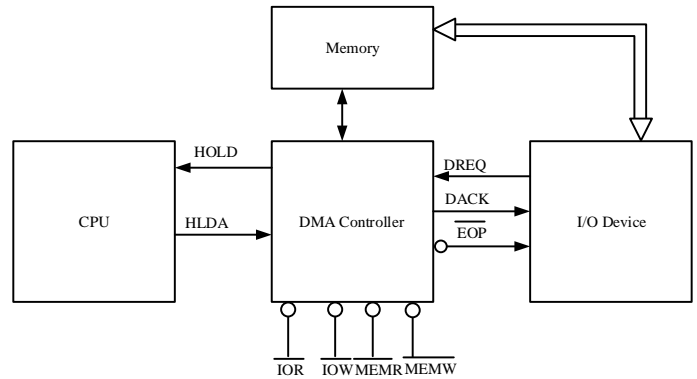 Memory
HOLD
DREQ
DACK
CPU
HLDA
DMA Controller
EOP
I/O Device
IOR
IOW
MEMR
MEMW